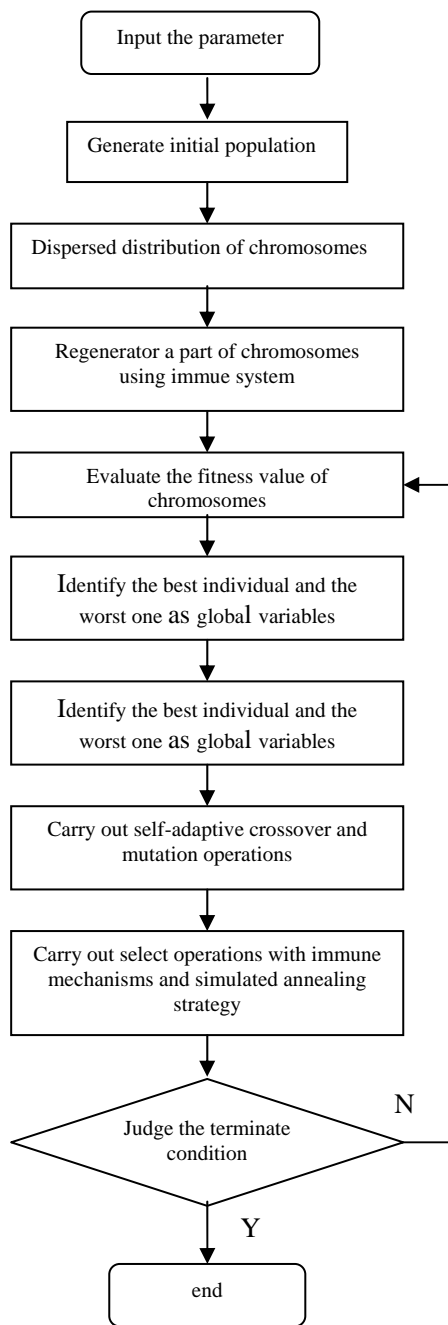 Input the parameter
Generate initial population
Dispersed distribution of chromosomes
Regenerator a part of chromosomes
using immue system
Evaluate the fitness value of
chromosomes
Identify the best individual and the
worst one as global variables
Identify the best individual and the
worst one as global variables
Carry out self-adaptive crossover and
mutation operations
Carry out select operations with immune
mechanisms and simulated annealing
strategy
N
Judge the terminate
condition
Y
end